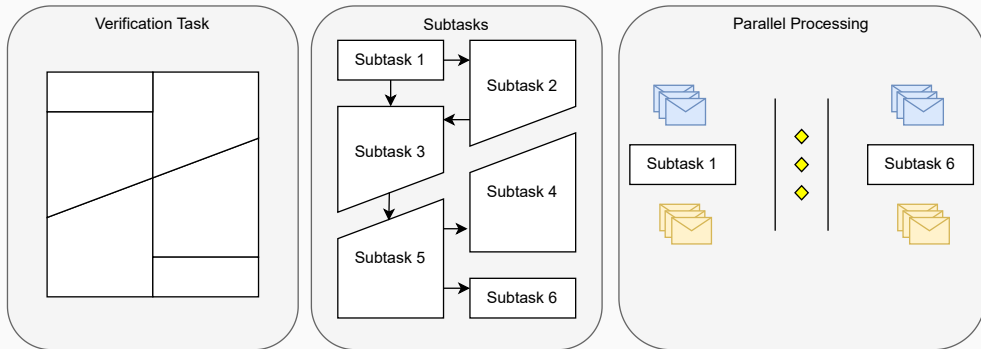 Verification Task
Subtasks
Subtask 1
Subtask 2
Subtask 3
Subtask 4
Subtask 5
Subtask 6
Parallel Processing
Subtask 1
Subtask 6